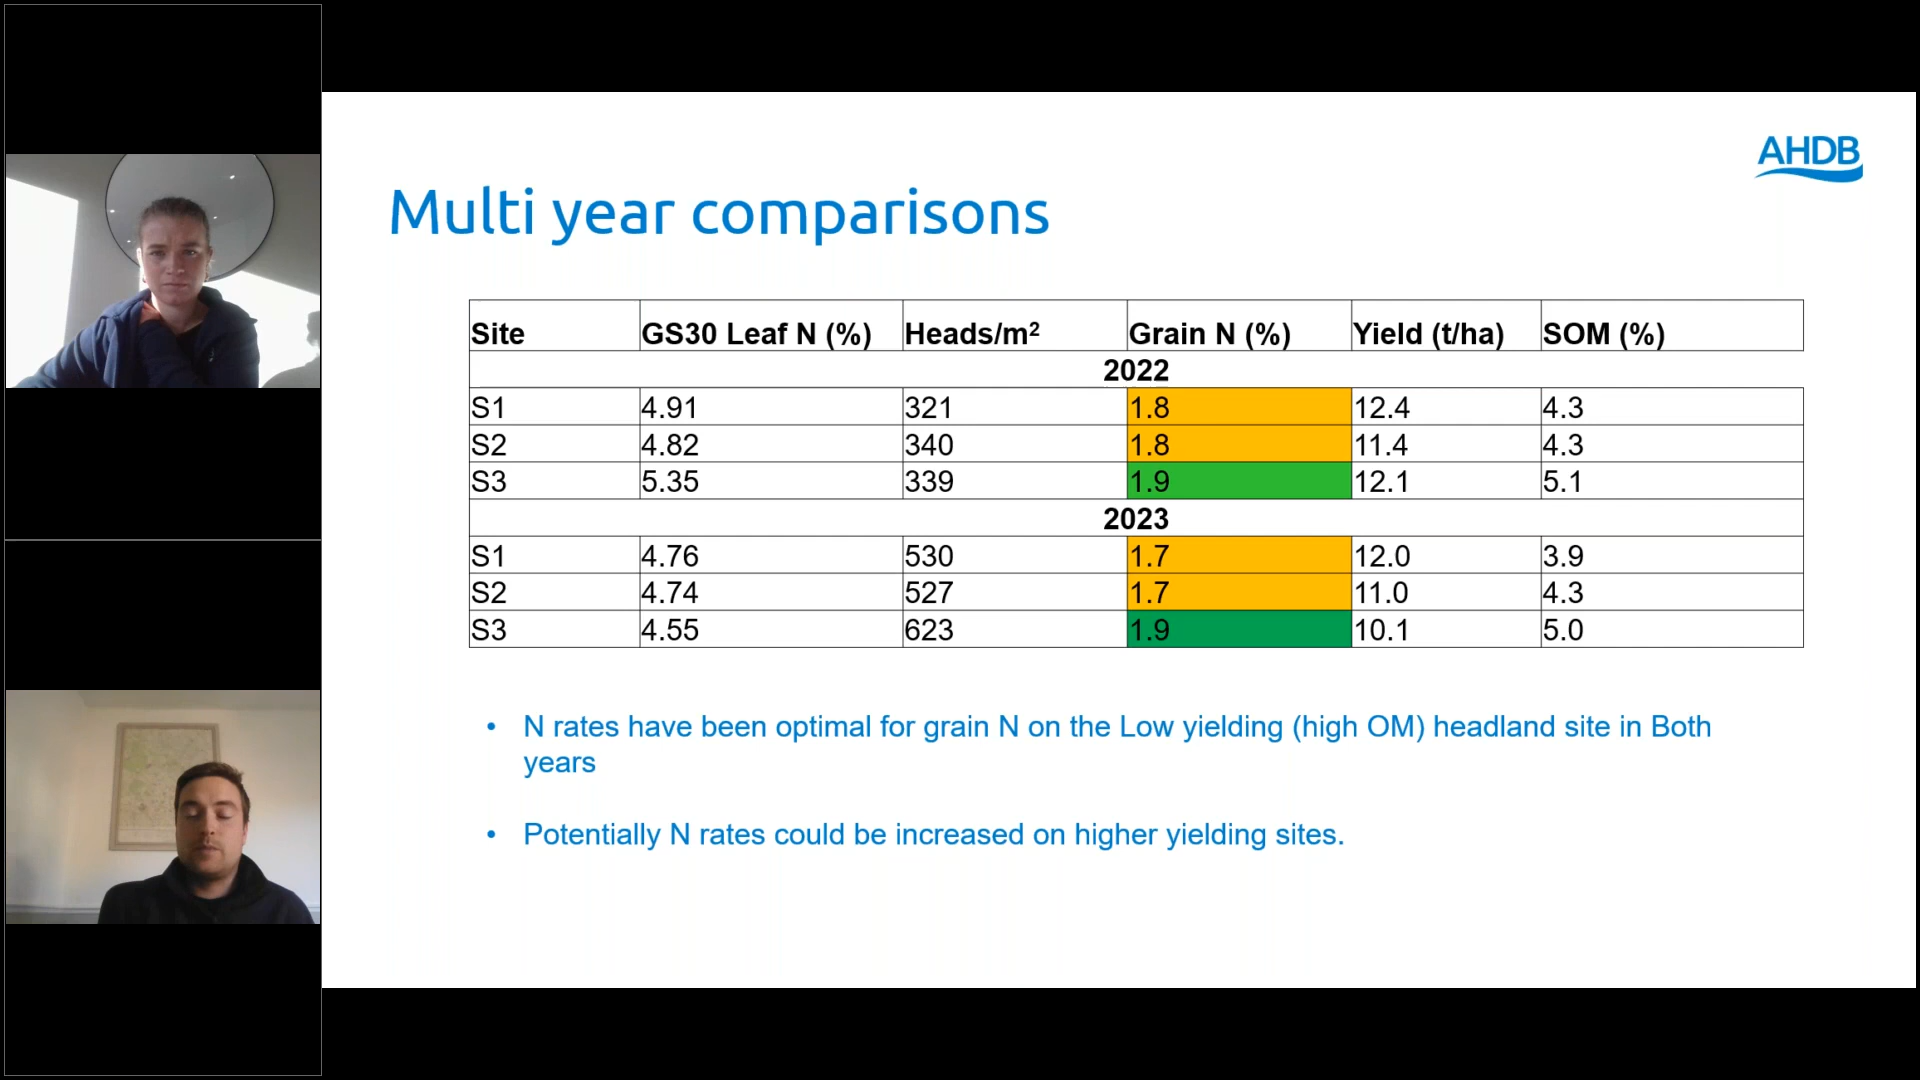 AHDB
Multi year comparisons
Site GS30 Leaf N (%) Heads/m² Grain N (%) Yield (t/ha) SOM (%)
2022
S1 4.91 321 1.8 12.4 4.3
S2 4.82 340 1.8 11.4 4.3
S3 5.35 339 1.9 12.1 5.1
2023
S1 4.76 530 1.7 12.0 3.9
S2 4.74 527 1.7 11.0 4.3
S3 4.55 623 1.9 10.1 5.0
• N rates have been optimal for grain N on the Low yielding (high OM) headland site in Both
years
• Potentially N rates could be increased on higher yielding sites.